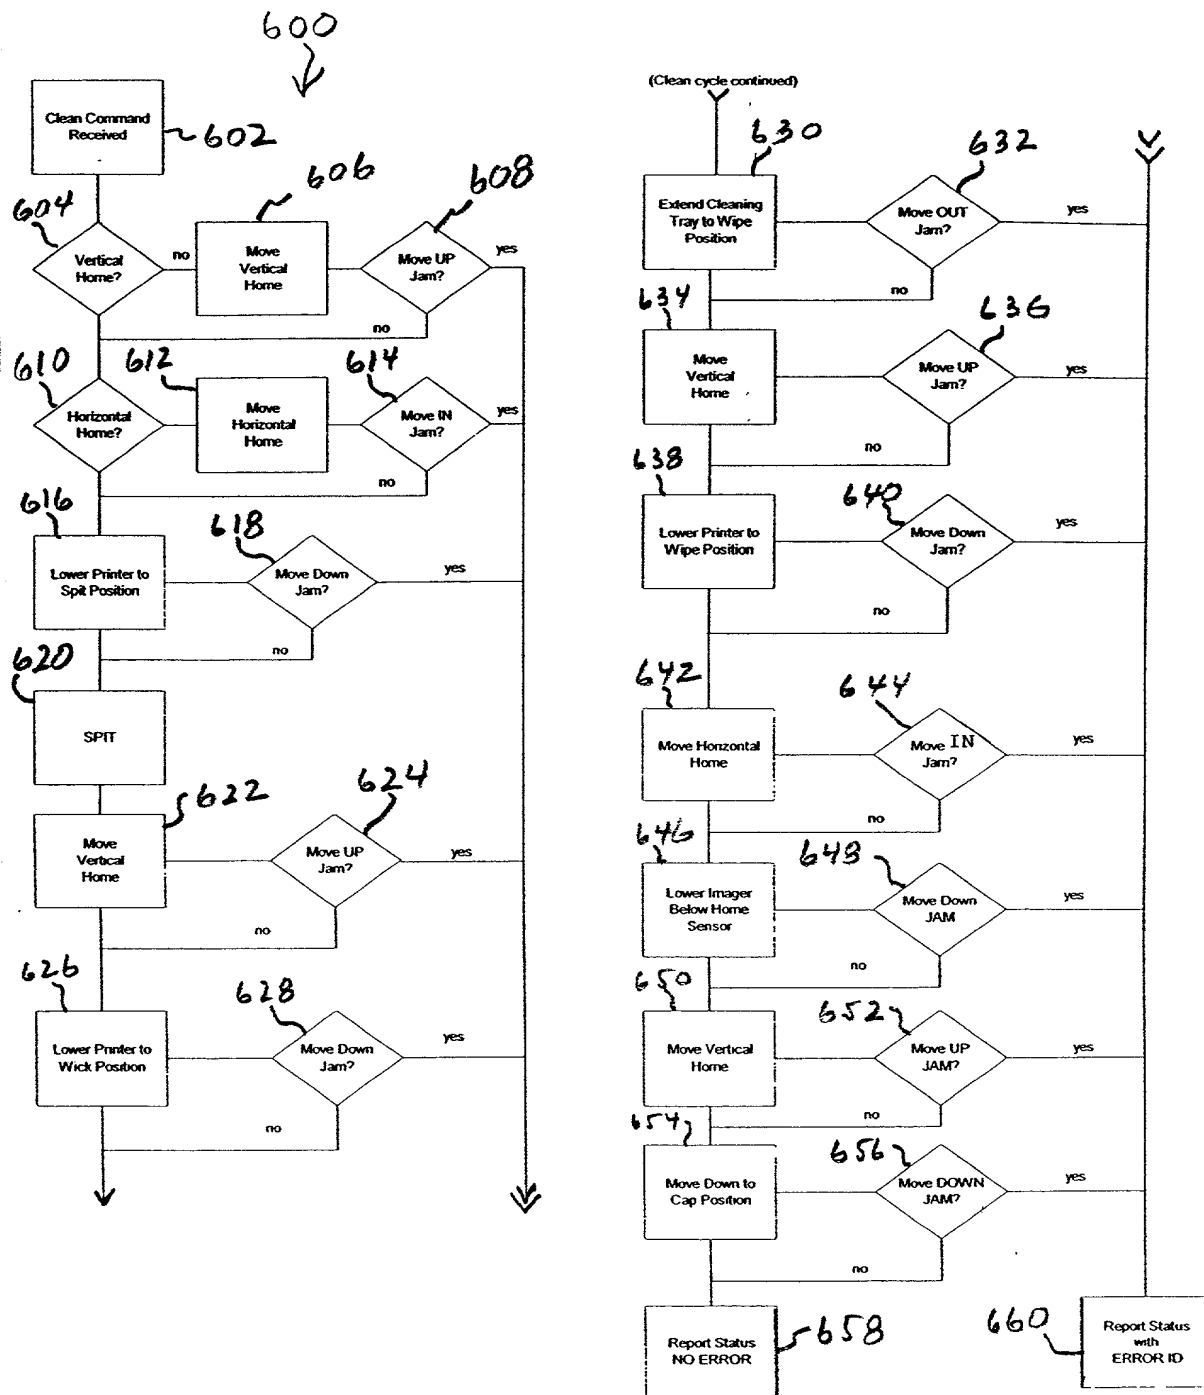 600
Clean Command
Received
602
604
606
608
Vertical
Home?
no
Move
Vertical
Home
Move UP
Jam?
yes
no
610
612
614
Horizontal
Home?
Move
Horizontal
Home
Move IN
Jam?
yes
no
616
618
Lower Printer to
Spit Position
Move Down
Jam?
yes
no
620
SPIT
622
624
Move
Vertical
Home
Move UP
Jam?
yes
no
626
628
Lower Printer to
Wick Position
Move Down
Jam?
yes
no
(Clean cycle continued)
630
632
Extend Cleaning
Tray to Wipe
Position
Move OUT
Jam?
yes
no
634
636
Move
Vertical
Home
Move UP
Jam?
yes
no
638
640
Lower Printer to
Wipe Position
Move Down
Jam?
yes
no
642
644
Move Horizontal
Home
Move IN
Jam?
yes
no
646
648
Lower Imager
Below Home
Sensor
Move Down
JAM
yes
no
650
652
Move Vertical
Home
Move UP
JAM?
yes
no
654
656
Move Down to
Cap Position
Move DOWN
JAM?
yes
no
Report Status
NO ERROR
658
660
Report Status
with
ERROR ID